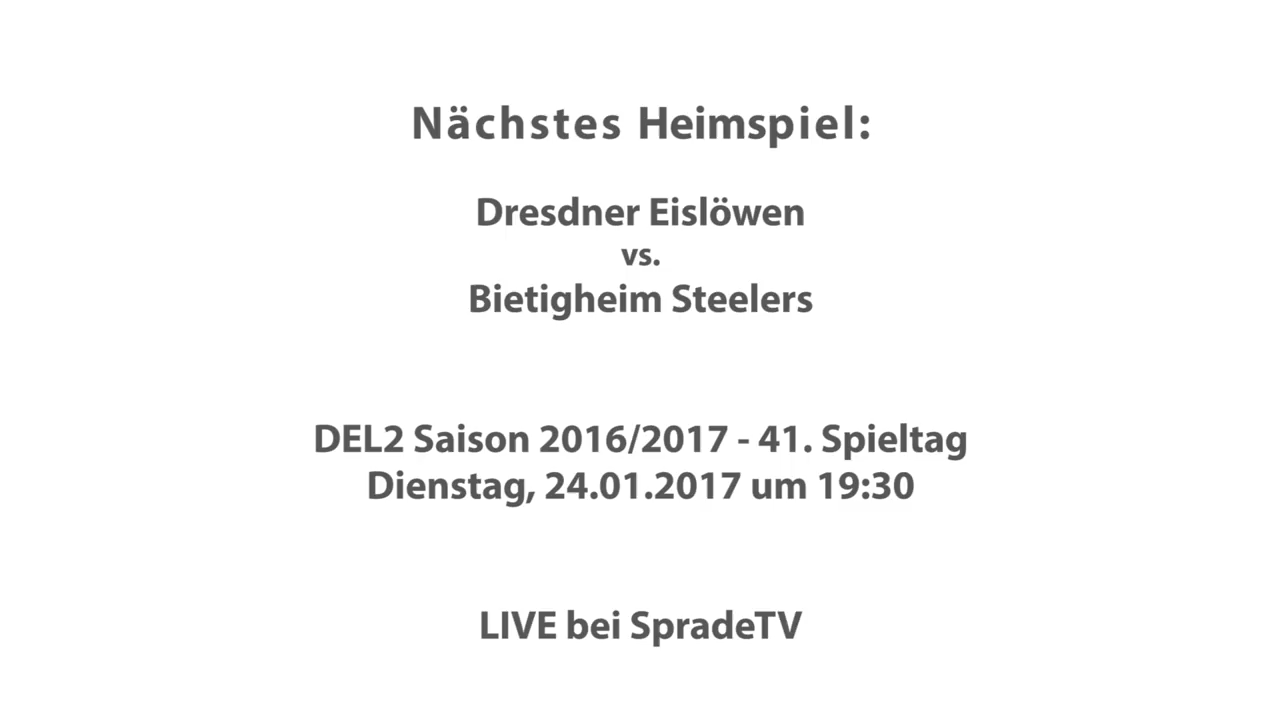 Nächstes Heimspiel:
Dresdner Eislöwen
vs.
Bietigheim Steelers
DEL2 Saison 2016/2017 - 41. Spieltag
Dienstag, 24.01.2017 um 19:30
LIVE bei SpradeTV